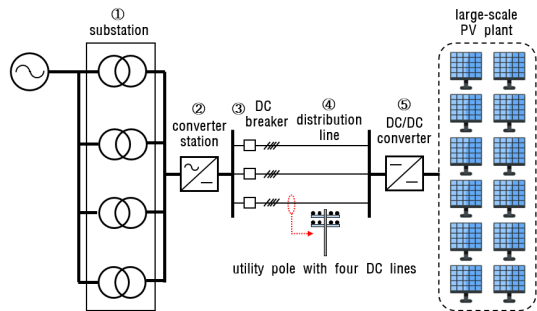 ①
substation
②
converter
station
③ DC
breaker
④
distribution
line
⑤
DC/DC
converter
large-scale
PV plant
utility pole with four DC lines